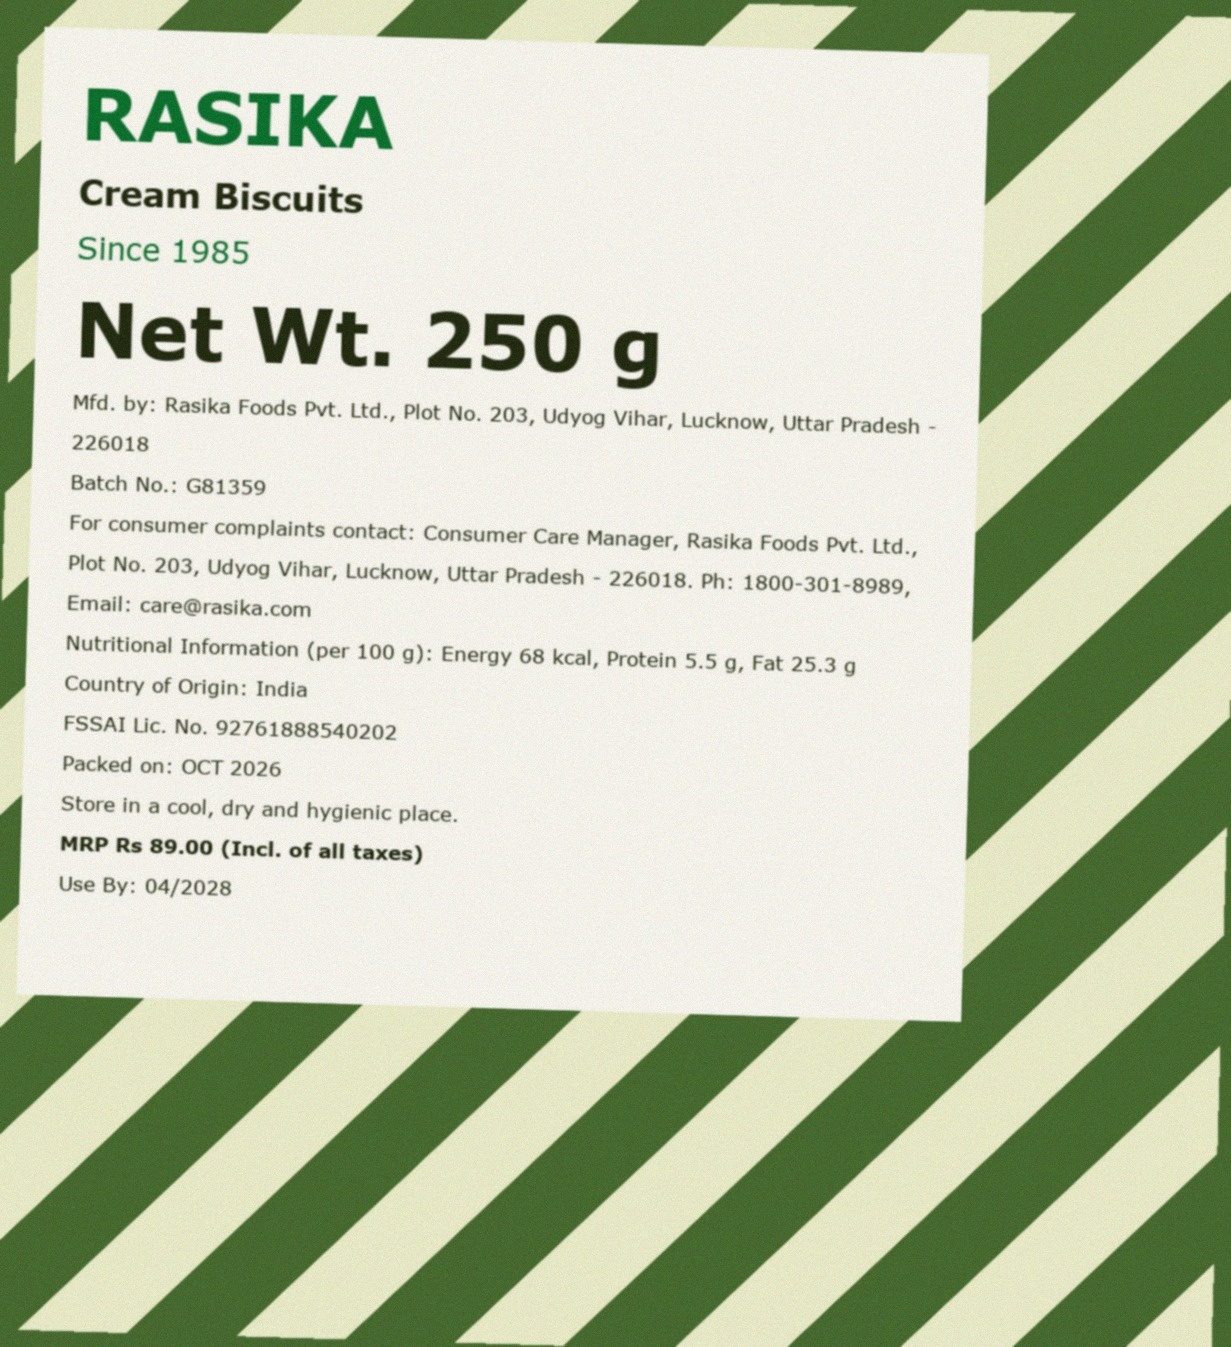 RASIKA
Cream Biscuits
Since 1985
Net Wt. 250 g
Mfd. by: Rasika Foods Pvt. Ltd., Plot No. 203, Udyog Vihar, Lucknow, Uttar Pradesh -
226018
Batch No.: G81359
For consumer complaints contact: Consumer Care Manager, Rasika Foods Pvt. Ltd.,
Plot No. 203, Udyog Vihar, Lucknow, Uttar Pradesh - 226018. Ph: 1800-301-8989,
Email: care@rasika.com
Nutritional Information (per 100 g): Energy 68 kcal, Protein 5.5 g, Fat 25.3 g
Country of Origin: India
FSSAI Lic. No. 92761888540202
Packed on: OCT 2026
Store in a cool, dry and hygienic place.
MRP Rs 89.00 (Incl. of all taxes)
Use By: 04/2028